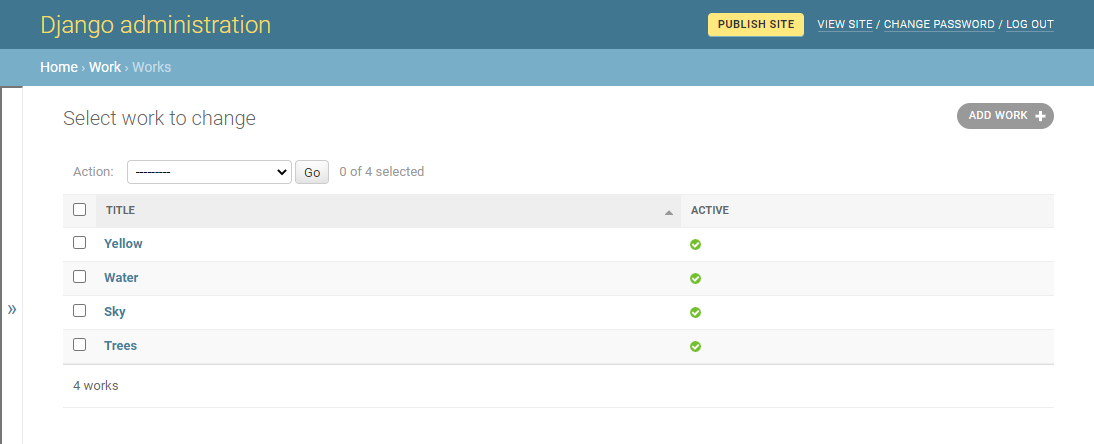 Django administration
PUBLISH SITE VIEW SITE / CHANGE PASSWORD / LOG OUT
Home › Work › Works
Select work to change
ADD WORK
Action: --------- Go 0 of 4 selected
TITLE ACTIVE
Yellow
Water
»
Sky
Trees
4 works